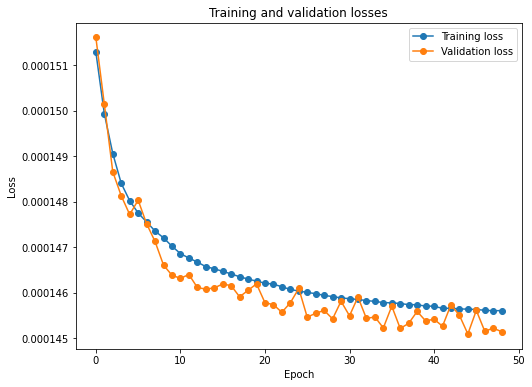 Training and validation losses
Training loss
Validation loss
0.000151
0.000150
0.000149
0.000148
0.000147
0.000146
0.000145
Loss
0
10
20
30
40
50
Epoch